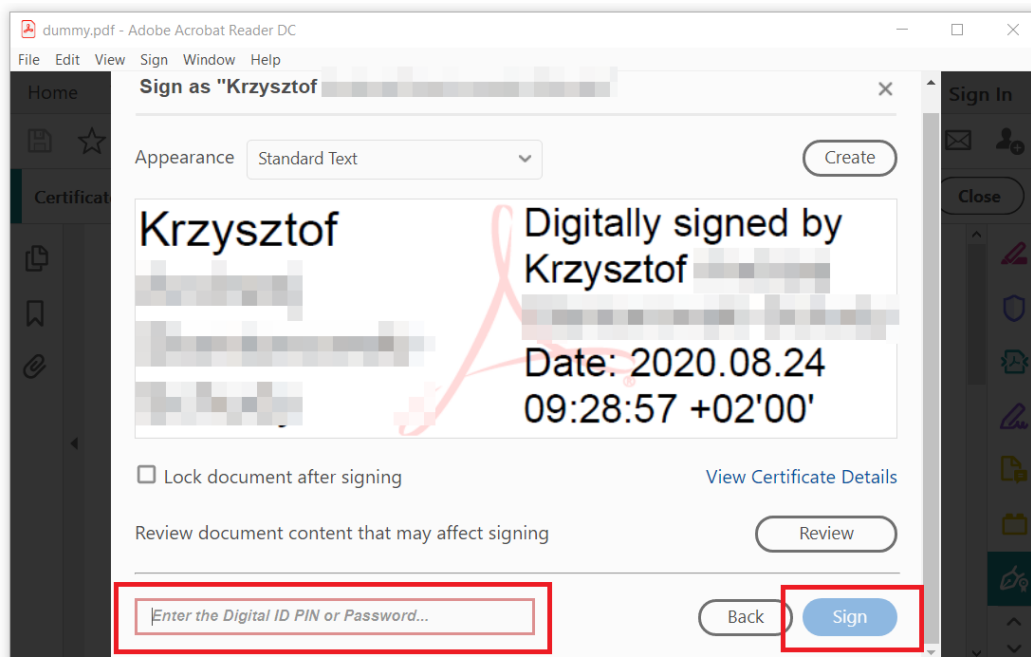 dummy.pdf - Adobe Acrobat Reader DC
File Edit View Sign Window Help
Home
Sign as "Krzysztof
Sign In
Appearance Standard Text Create
Certificat
Close
Krzysztof
Digitally signed by
Krzysztof
Date: 2020.08.24
09:28:57 +02'00'
Lock document after signing
View Certificate Details
Review document content that may affect signing
Review
Enter the Digital ID PIN or Password...
Back
Sign